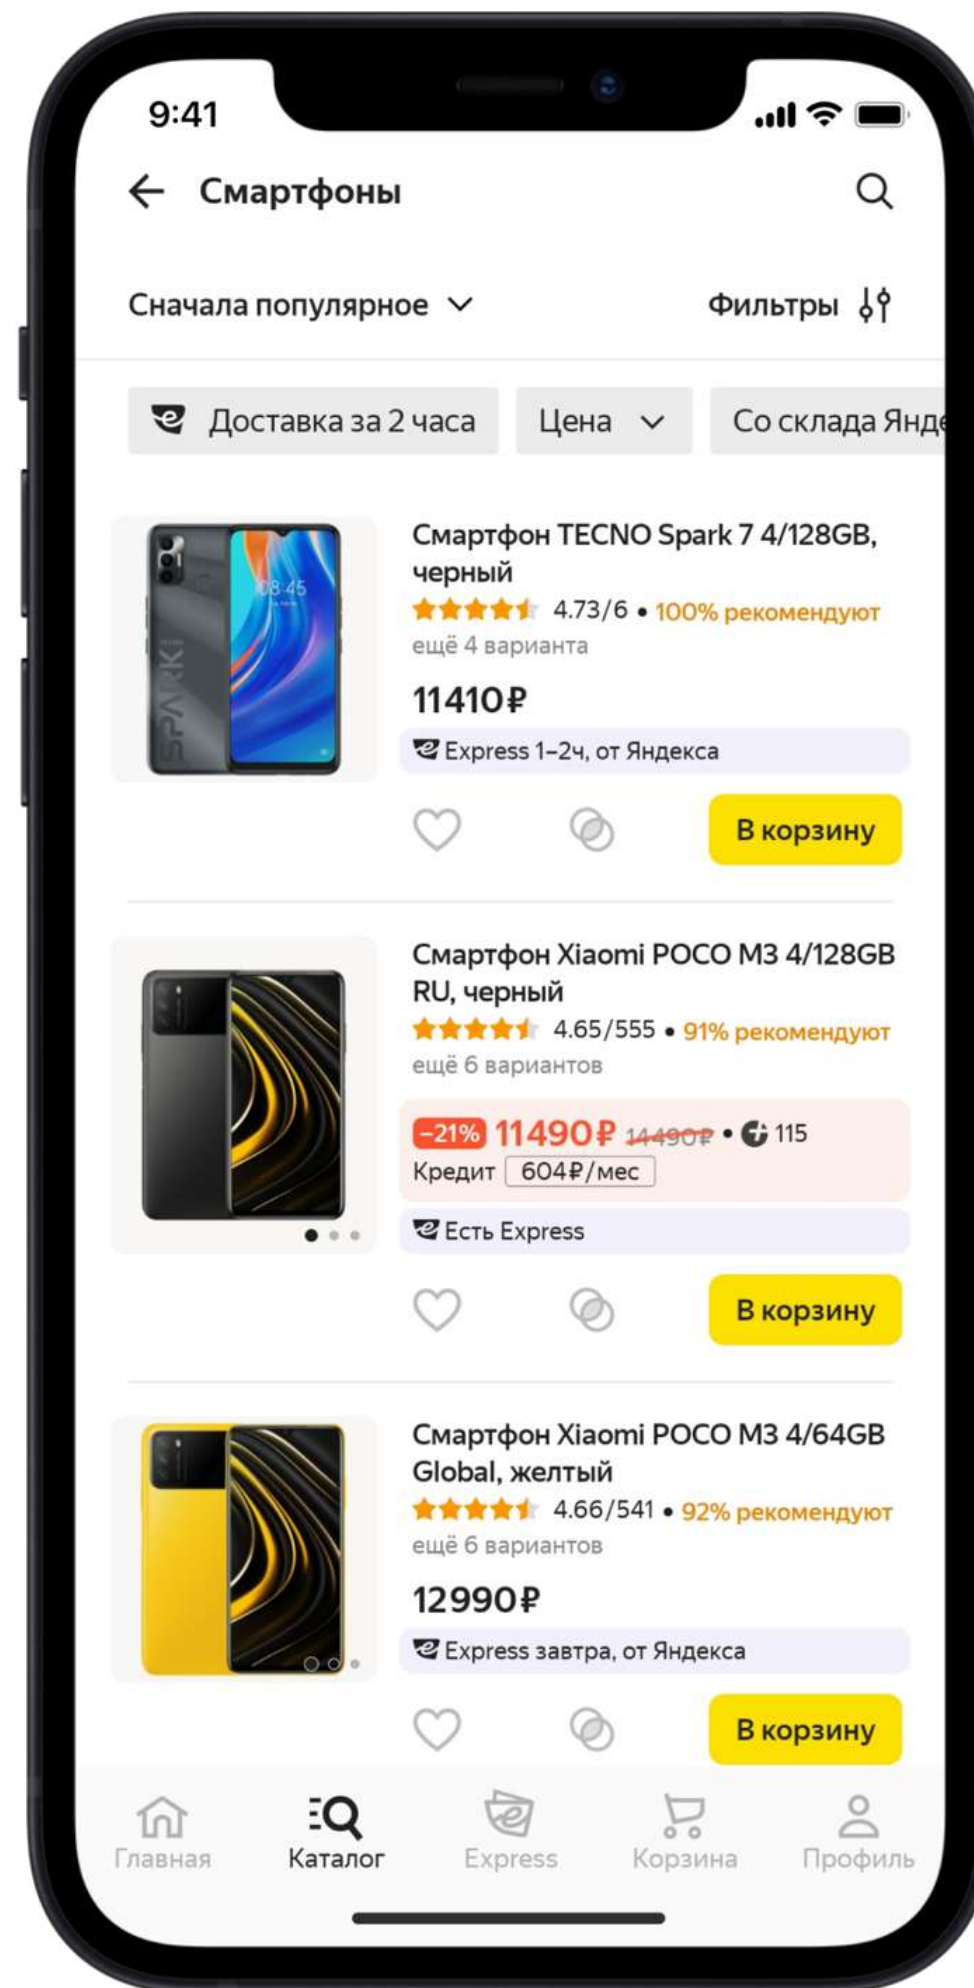 9:41
Смартфоны
Сначала популярное
Фильтры
Доставка за 2 часа
Цена
Со склада Янде
SPARK
08:45
Смартфон TECNO Spark 7 4/128GB,
черный
4.73/6 • 100% рекомендуют
ещё 4 варианта
11410₽
Express 1–2ч, от Яндекса
В корзину
Смартфон Xiaomi POCO M3 4/128GB
RU, черный
4.65/555 • 91% рекомендуют
ещё 6 вариантов
–21% 11490₽ 14490₽ • 115
Кредит 604₽/мес
Есть Express
В корзину
Смартфон Xiaomi POCO M3 4/64GB
Global, желтый
4.66/541 • 92% рекомендуют
ещё 6 вариантов
12990₽
Express завтра, от Яндекса
В корзину
Главная
Каталог
Express
Корзина
Профиль